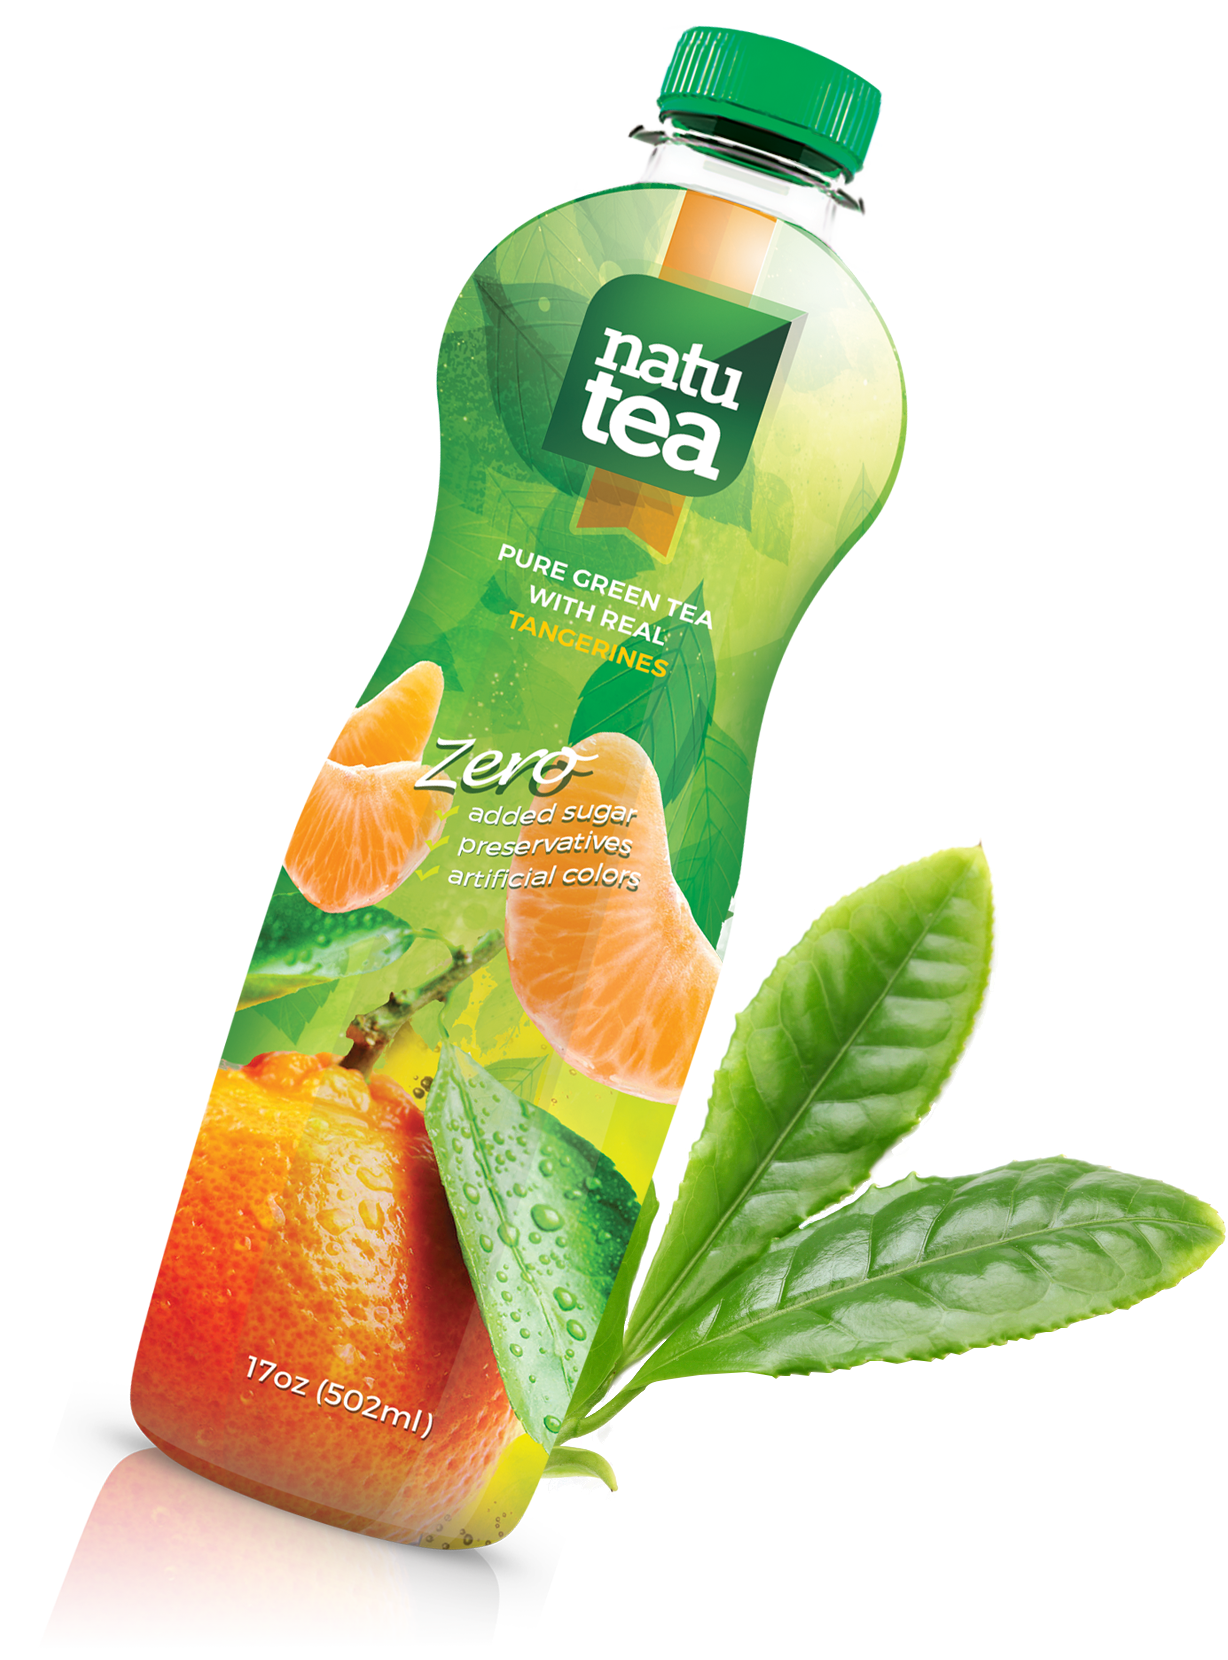 natu
tea
PURE GREEN TEA
WITH REAL
TANGERINES
Zero
added sugar
preservatives
artificial colors
17oz (502ml)